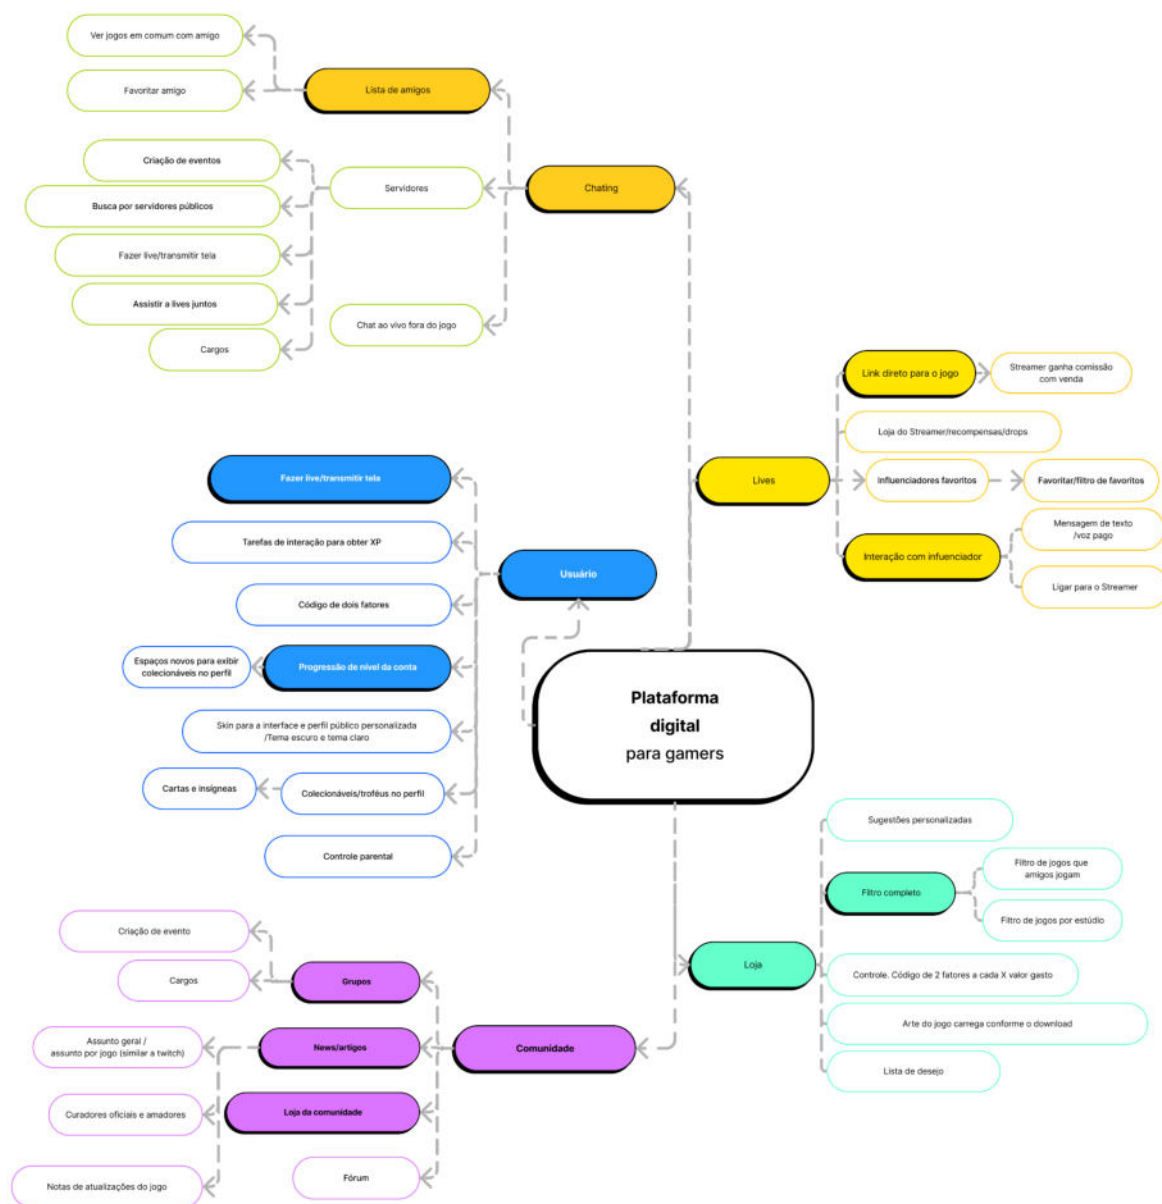 Ver jogos em comum com amigo
Favoritar amigo
Lista de amigos
Criação de eventos
Busca por servidores públicos
Fazer live/transmitir tela
Assistir a lives juntos
Cargos
Servidores
Chat ao vivo fora do jogo
Chating
Link direto para o jogo
Streamer ganha comissão
com venda
Loja do Streamer/recompensas/drops
Lives
Influenciadores favoritos
Favoritar/filtro de favoritos
Interação com infuenciador
Mensagem de texto
/voz pago
Ligar para o Streamer
Fazer live/transmitir tela
Tarefas de interação para obter XP
Usuário
Código de dois fatores
Espaços novos para exibir
colecionáveis no perfil
Progressão de nível da conta
Skin para a interface e perfil público personalizada
/Tema escuro e tema claro
Cartas e insígneas
Colecionáveis/troféus no perfil
Controle parental
Plataforma
digital
para gamers
Sugestões personalizadas
Filtro completo
Filtro de jogos que
amigos jogam
Filtro de jogos por estúdio
Loja
Controle. Código de 2 fatores a cada X valor gasto
Arte do jogo carrega conforme o download
Lista de desejo
Criação de evento
Cargos
Grupos
Assunto geral /
assunto por jogo (similar a twitch)
News/artigos
Comunidade
Curadores oficiais e amadores
Loja da comunidade
Notas de atualizações do jogo
Fórum